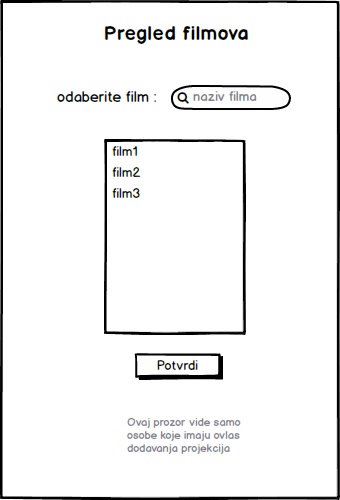 Pregled filmova
odaberite film :
naziv filma
film1
film2
film3
Potvrdi
Ovaj prozor vide samo
osobe koje imaju ovlas
dodavanja projekcija